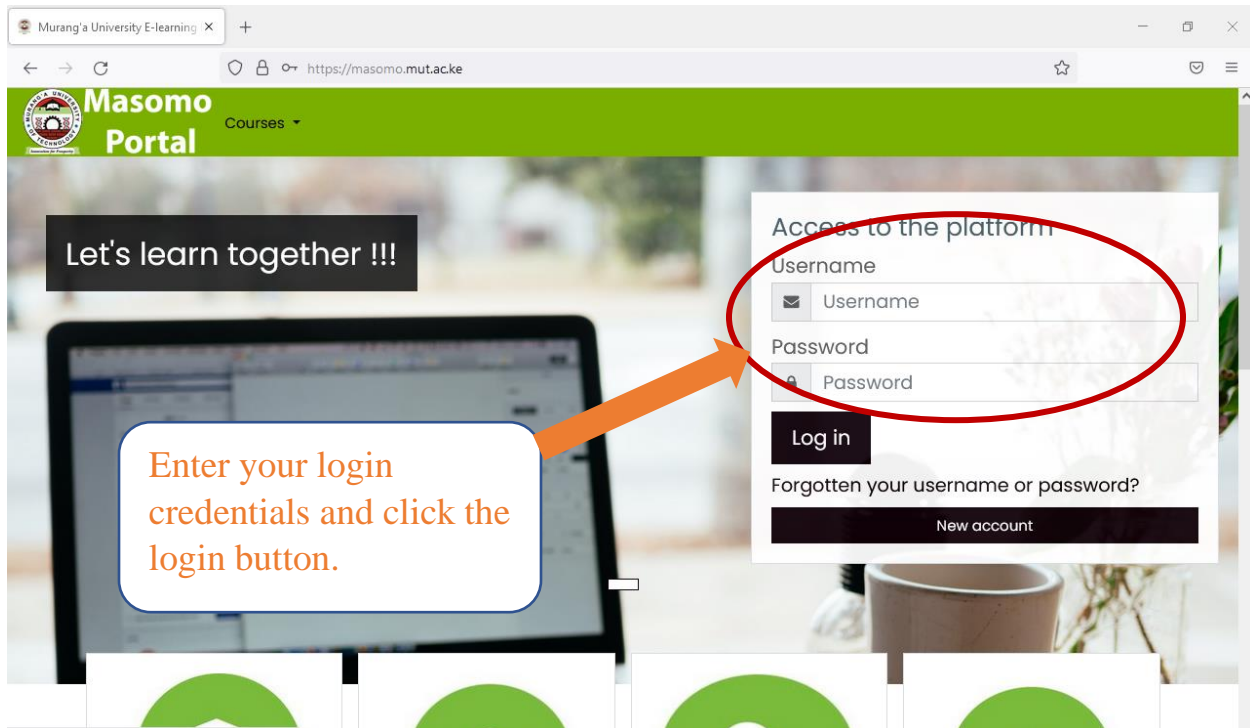 Murang'a University E-learning
https://masomo.mut.ac.ke
Masomo
Portal
Courses
Let's learn together !!!
Access to the platform
Username
Username
Password
Password
Log in
Forgotten your username or password?
New account
Enter your login
credentials and click the
login button.